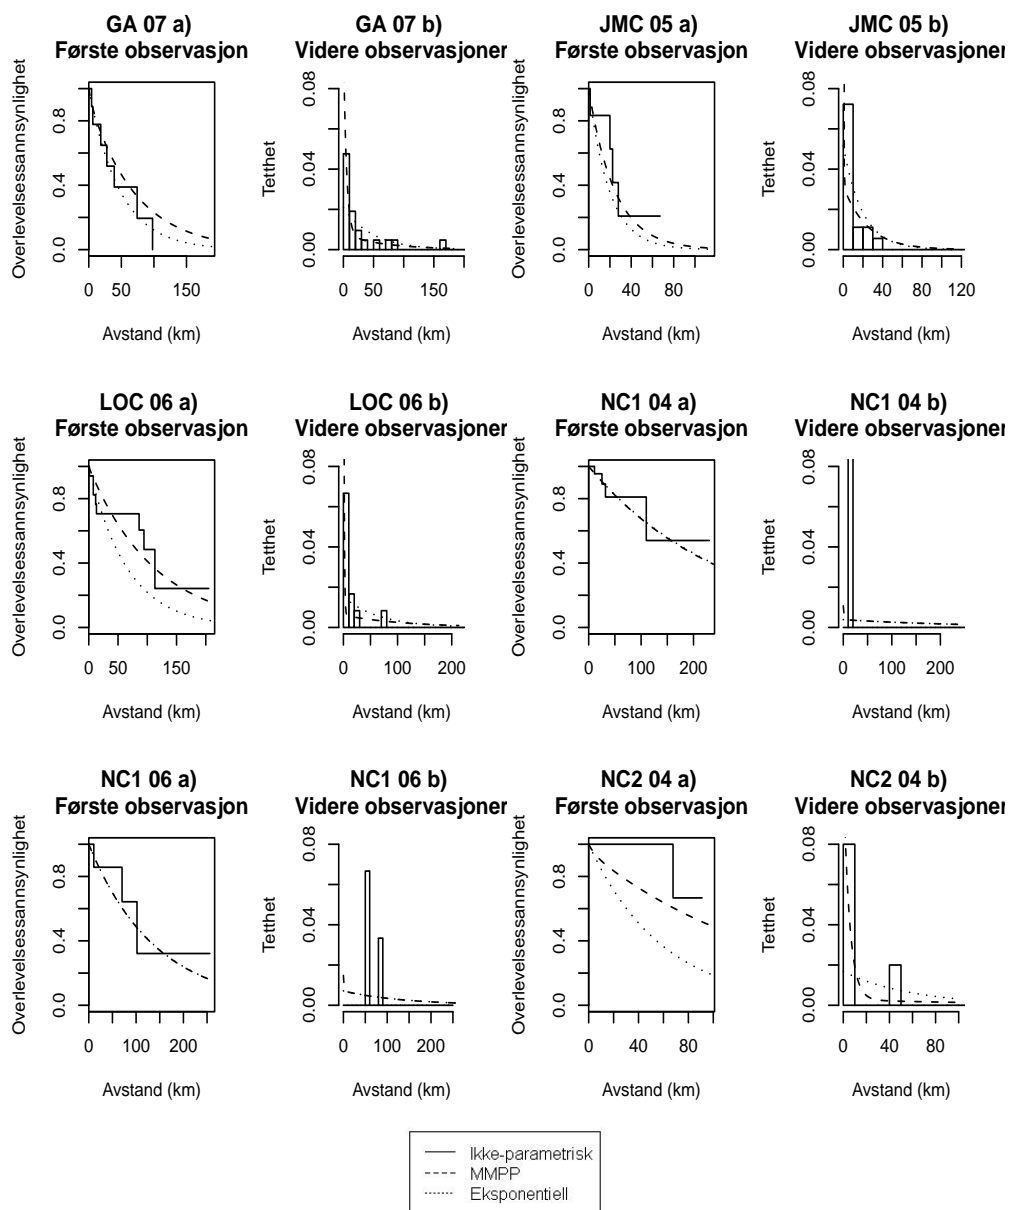 GA 07 a)
Første observasjon
Overlevelsessannsynlighet
0.0 0.4 0.8
0 50 150
Avstand (km)
GA 07 b)
Videre observasjoner
Tetthet
0.00 0.04 0.08
0 50 150
Avstand (km)
JMC 05 a)
Første observasjon
Overlevelsessannsynlighet
0.0 0.4 0.8
0 40 80
Avstand (km)
JMC 05 b)
Videre observasjoner
Tetthet
0.00 0.04 0.08
0 40 80 120
Avstand (km)
LOC 06 a)
Første observasjon
Overlevelsessannsynlighet
0.0 0.4 0.8
0 50 150
Avstand (km)
LOC 06 b)
Videre observasjoner
Tetthet
0.00 0.04 0.08
0 100 200
Avstand (km)
NC1 04 a)
Første observasjon
Overlevelsessannsynlighet
0.0 0.4 0.8
0 100 200
Avstand (km)
NC1 04 b)
Videre observasjoner
Tetthet
0.00 0.04 0.08
0 100 200
Avstand (km)
NC1 06 a)
Første observasjon
Overlevelsessannsynlighet
0.0 0.4 0.8
0 100 200
Avstand (km)
NC1 06 b)
Videre observasjoner
Tetthet
0.00 0.04 0.08
0 100 200
Avstand (km)
NC2 04 a)
Første observasjon
Overlevelsessannsynlighet
0.0 0.4 0.8
0 40 80
Avstand (km)
NC2 04 b)
Videre observasjoner
Tetthet
0.00 0.04 0.08
0 40 80
Avstand (km)
Ikke-parametrisk
MMPP
Eksponentiell